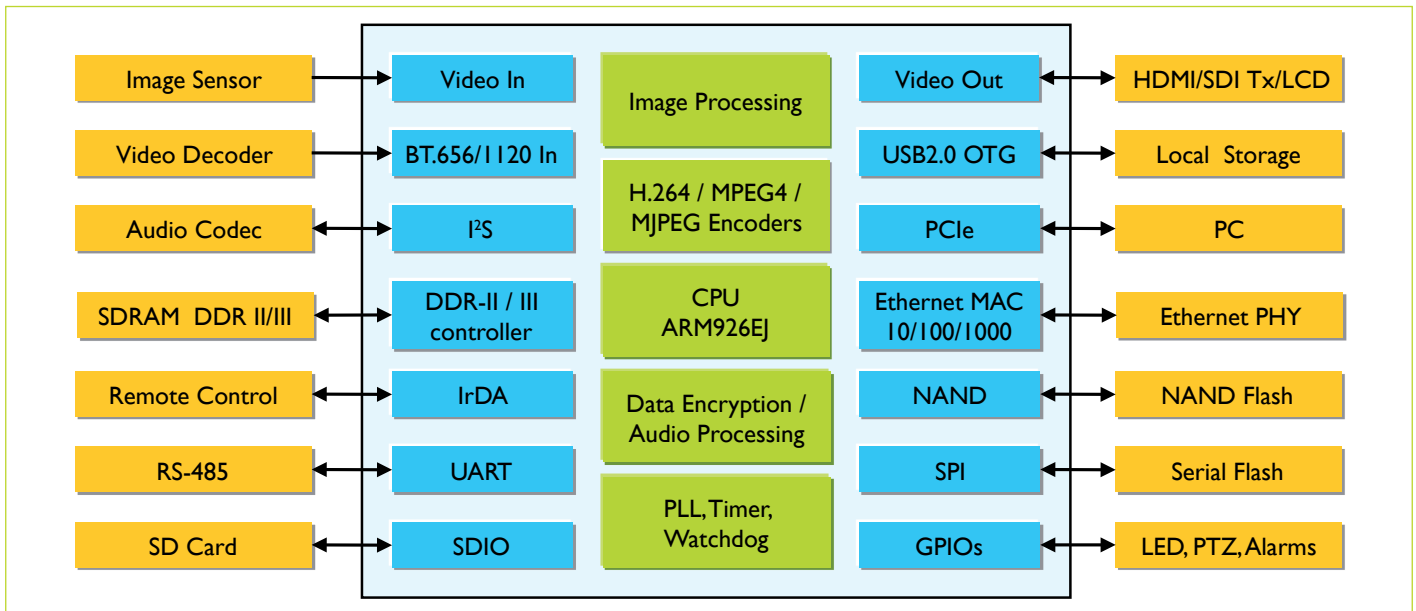 Image Sensor
Video In
Image Processing
Video Out
HDMI/SDI Tx/LCD
Video Decoder
BT.656/1120 In
USB2.0 OTG
Local Storage
H.264 / MPEG4 /
MJPEG Encoders
Audio Codec
I²S
PCIe
PC
SDRAM DDR II/III
DDR-II / III
controller
CPU
ARM926EJ
Ethernet MAC
10/100/1000
Ethernet PHY
Remote Control
IrDA
Data Encryption /
Audio Processing
NAND
NAND Flash
RS-485
UART
SPI
Serial Flash
PLL, Timer,
Watchdog
SD Card
SDIO
GPIOs
LED, PTZ, Alarms